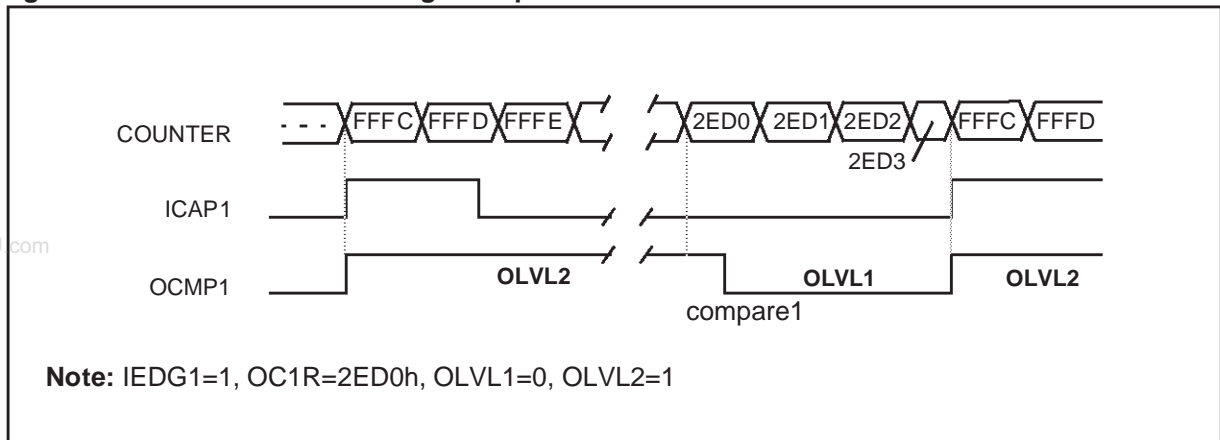 COUNTER - - - FFFC FFFD FFFE 2ED0 2ED1 2ED2 FFFC FFFD
2ED3
ICAP1
.com
OCMP1 OLVL2 OLVL1 OLVL2
compare1
Note: IEDG1=1, OC1R=2ED0h, OLVL1=0, OLVL2=1